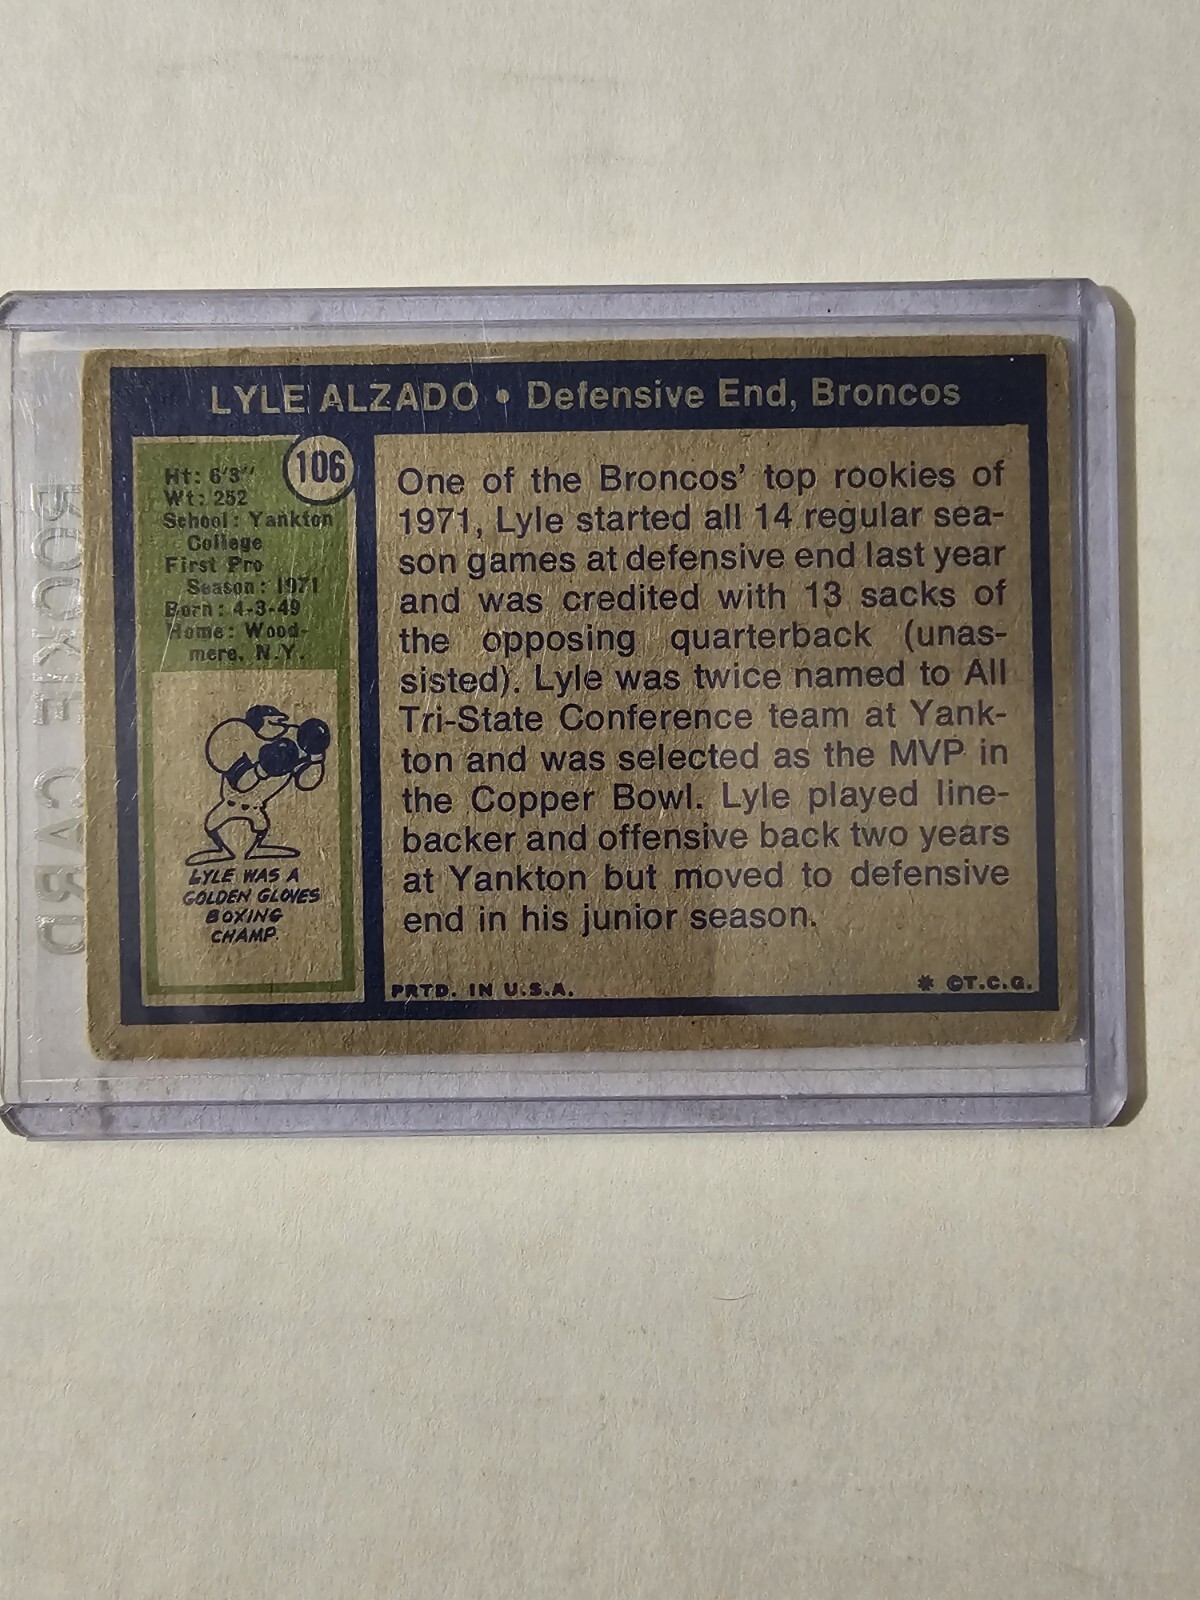 LYLE ALZADO • Defensive End, Broncos
106
Ht: 6'3"
Wt: 252
School: Yankton
College
First Pro
Season: 1971
Born: 4-3-49
Home: Wood-
mere, N.Y.
LYLE WAS A
GOLDEN GLOVES
BOXING
CHAMP.
One of the Broncos' top rookies of
1971, Lyle started all 14 regular sea-
son games at defensive end last year
and was credited with 13 sacks of
the opposing quarterback (unas-
sisted). Lyle was twice named to All
Tri-State Conference team at Yank-
ton and was selected as the MVP in
the Copper Bowl. Lyle played line-
backer and offensive back two years
at Yankton but moved to defensive
end in his junior season.
PRTD. IN U.S.A.
* ©T.C.G.
ROOKIE CARD